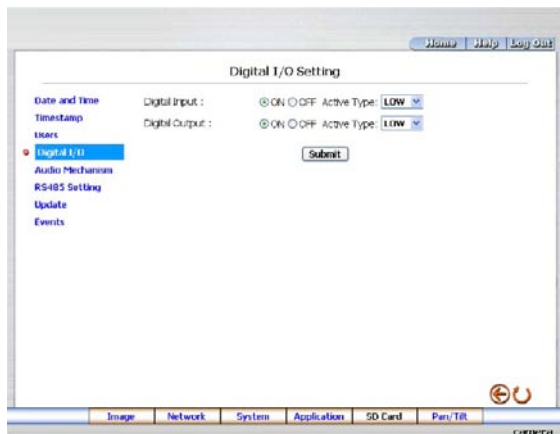 Home Help Log Out
Digital I/O Setting
Date and Time
Timestamp
Users
Digital I/O
Audio Mechanism
RS485 Setting
Update
Events
Digital Input : ON OFF Active Type: LOW
Digital Output : ON OFF Active Type: LOW
Submit
Image Network System Application SD Card Pan/Tilt
camera